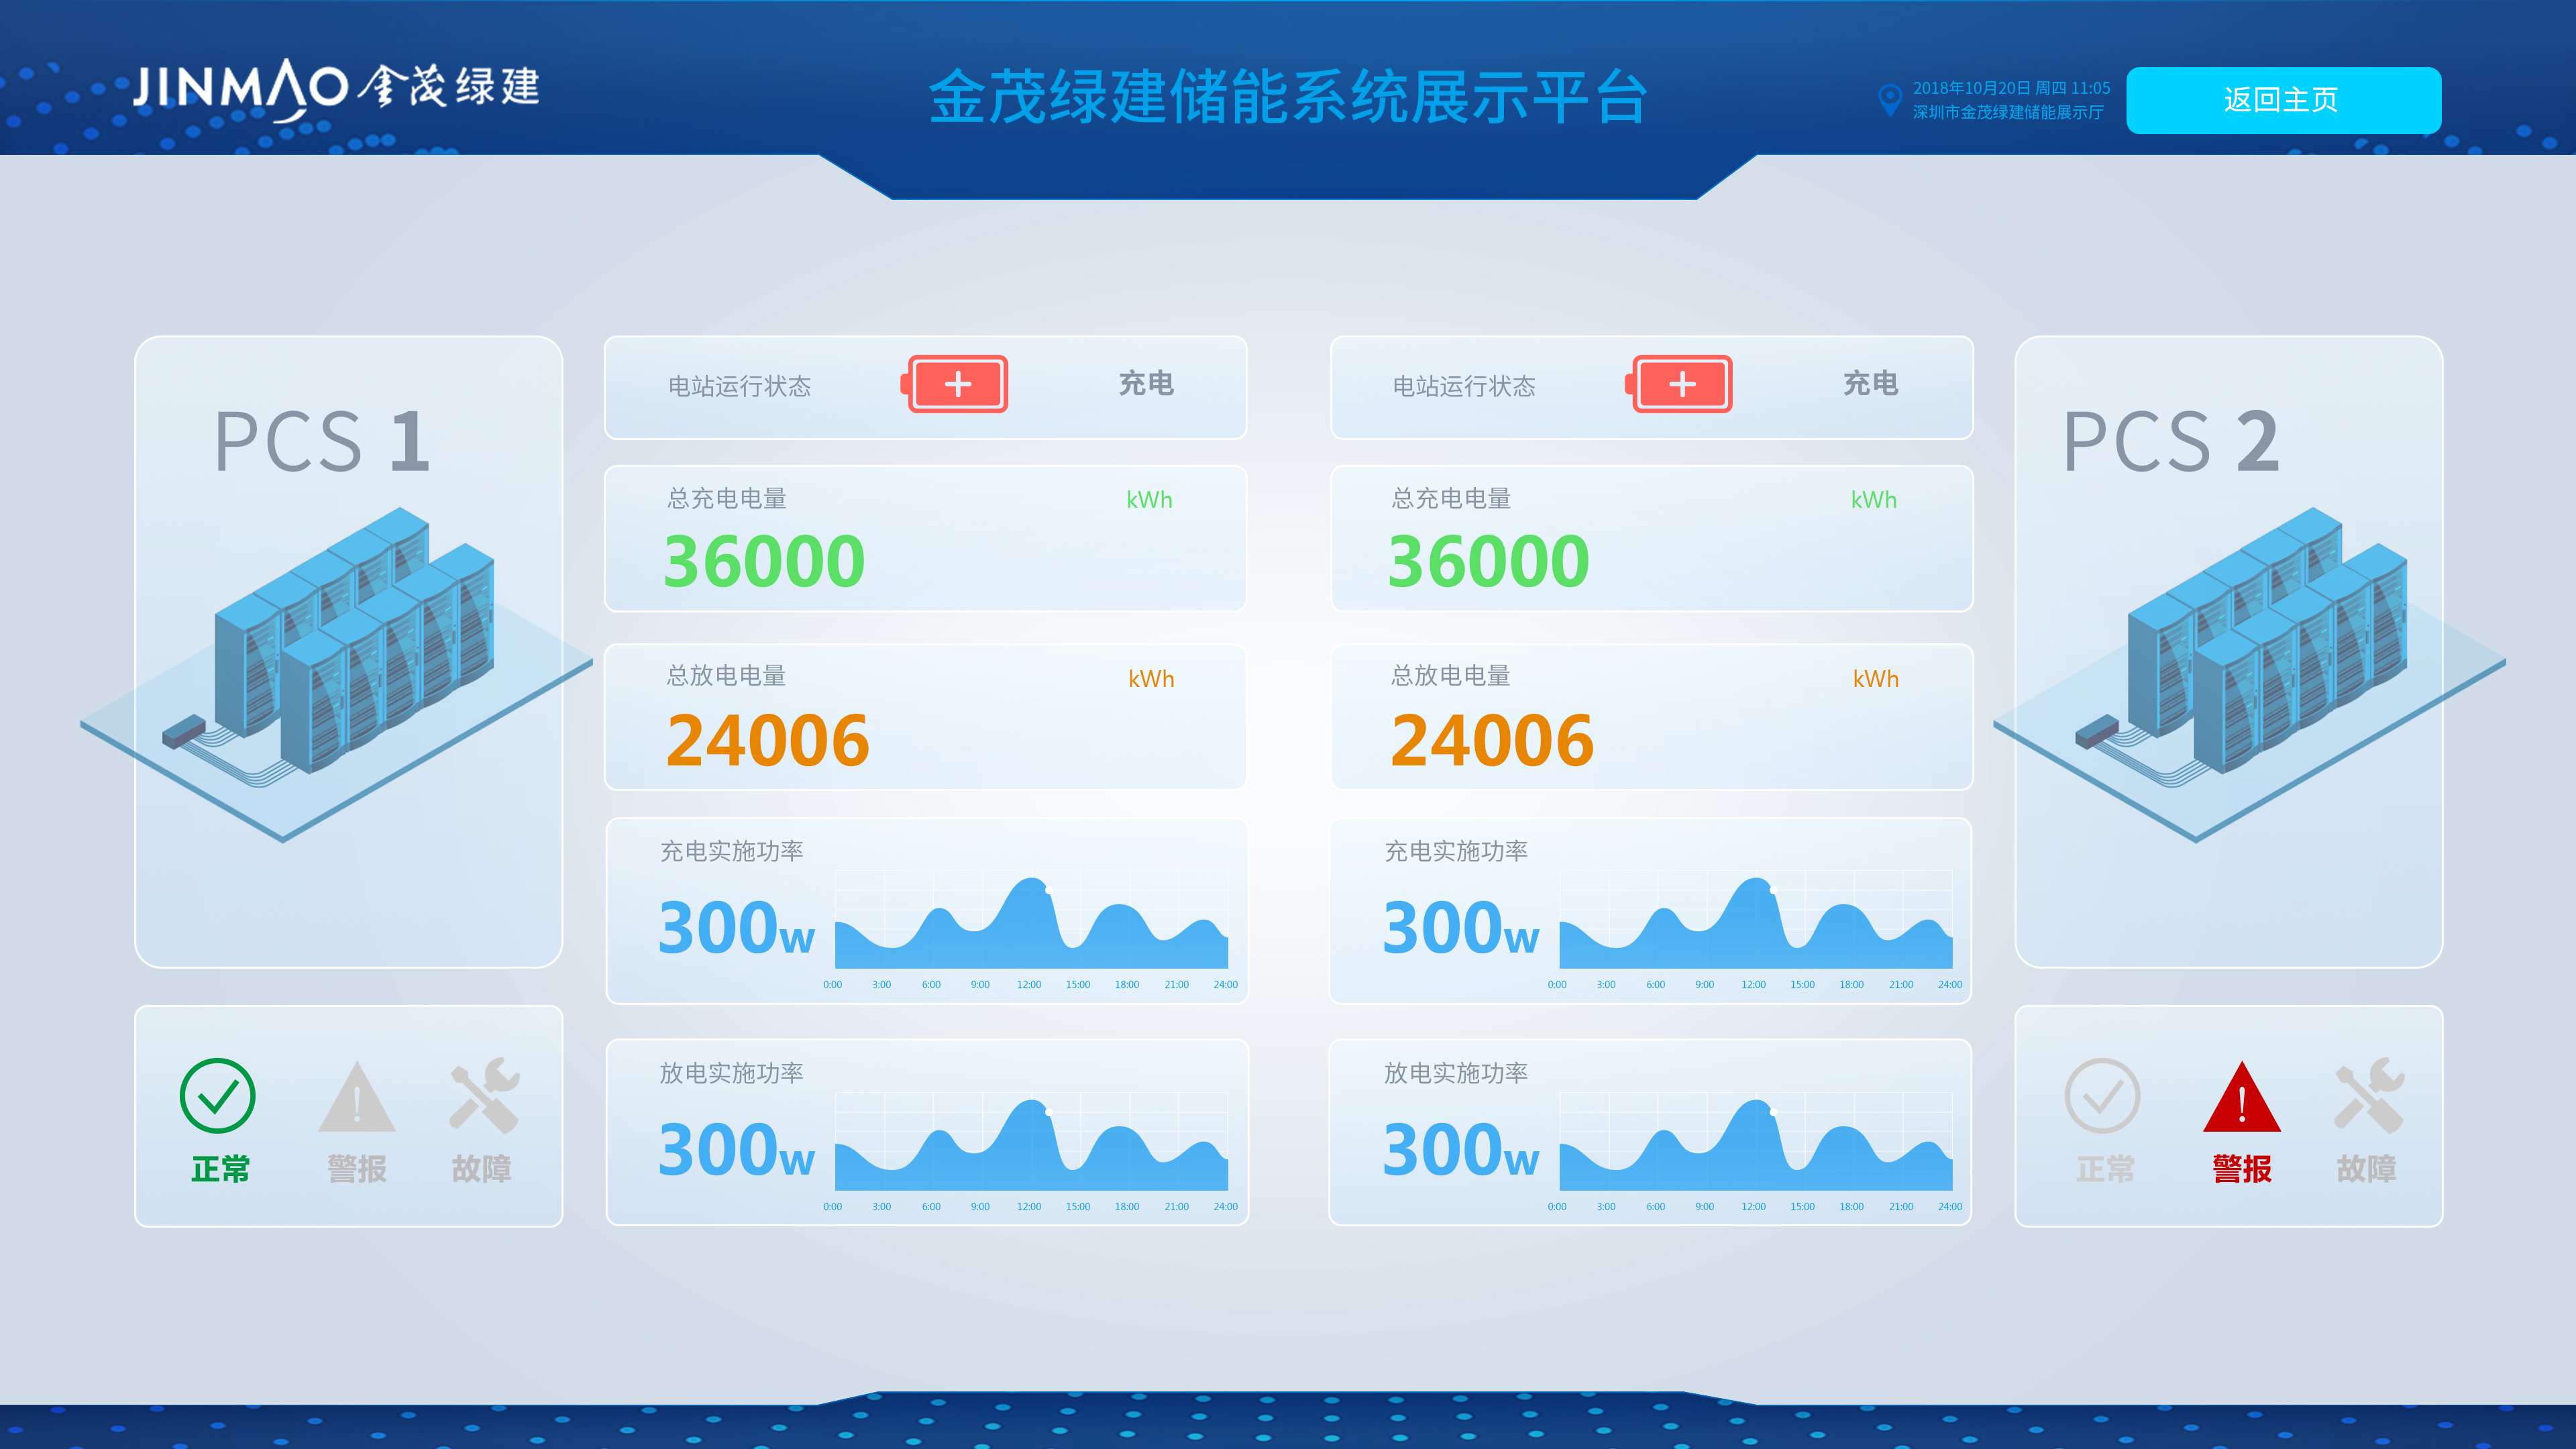 JINMAO 金茂绿建
金茂绿建储能系统展示平台
2018年10月20日 周四 11:05
深圳市金茂绿建储能展示厅
返回主页
PCS 1
正常 警报 故障
电站运行状态 充电
总充电电量 kWh
36000
总放电电量 kWh
24006
充电实施功率
300w
0:00 3:00 6:00 9:00 12:00 15:00 18:00 21:00 24:00
放电实施功率
300w
0:00 3:00 6:00 9:00 12:00 15:00 18:00 21:00 24:00
电站运行状态 充电
总充电电量 kWh
36000
总放电电量 kWh
24006
充电实施功率
300w
0:00 3:00 6:00 9:00 12:00 15:00 18:00 21:00 24:00
放电实施功率
300w
0:00 3:00 6:00 9:00 12:00 15:00 18:00 21:00 24:00
PCS 2
正常 警报 故障